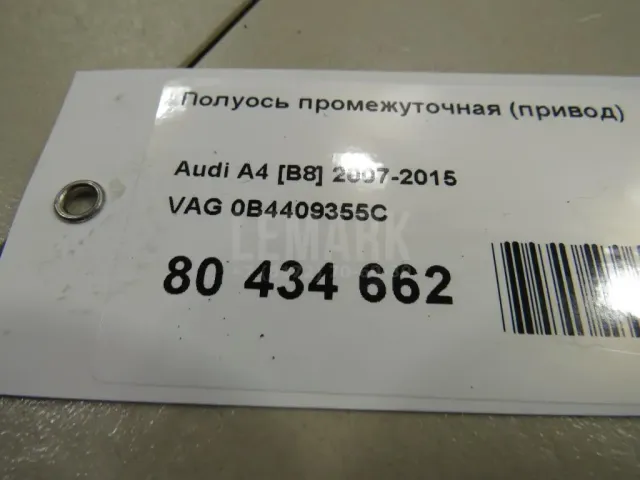 Полуось промежуточная (привод)
Audi A4 [B8] 2007-2015
VAG 0B4409355C
LEMARK
80 434 662